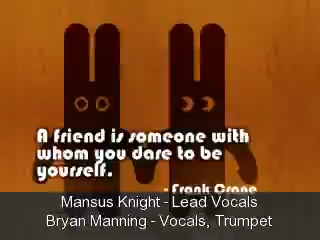 A friend is someone with
whom you dare to be
yourself.
- Frank Crane
Mansus Knight - Lead Vocals
Bryan Manning - Vocals, Trumpet